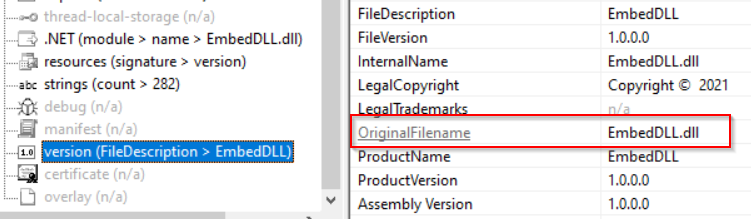 thread-local-storage (n/a)
.NET (module > name > EmbedDLL.dll)
resources (signature > version)
abc strings (count > 282)
debug (n/a)
manifest (n/a)
1.0 version (FileDescription > EmbedDLL)
certificate (n/a)
overlay (n/a)
FileDescription EmbedDLL
FileVersion 1.0.0.0
InternalName EmbedDLL.dll
LegalCopyright Copyright © 2021
LegalTrademarks n/a
OriginalFilename EmbedDLL.dll
ProductName EmbedDLL
ProductVersion 1.0.0.0
Assembly Version 1.0.0.0